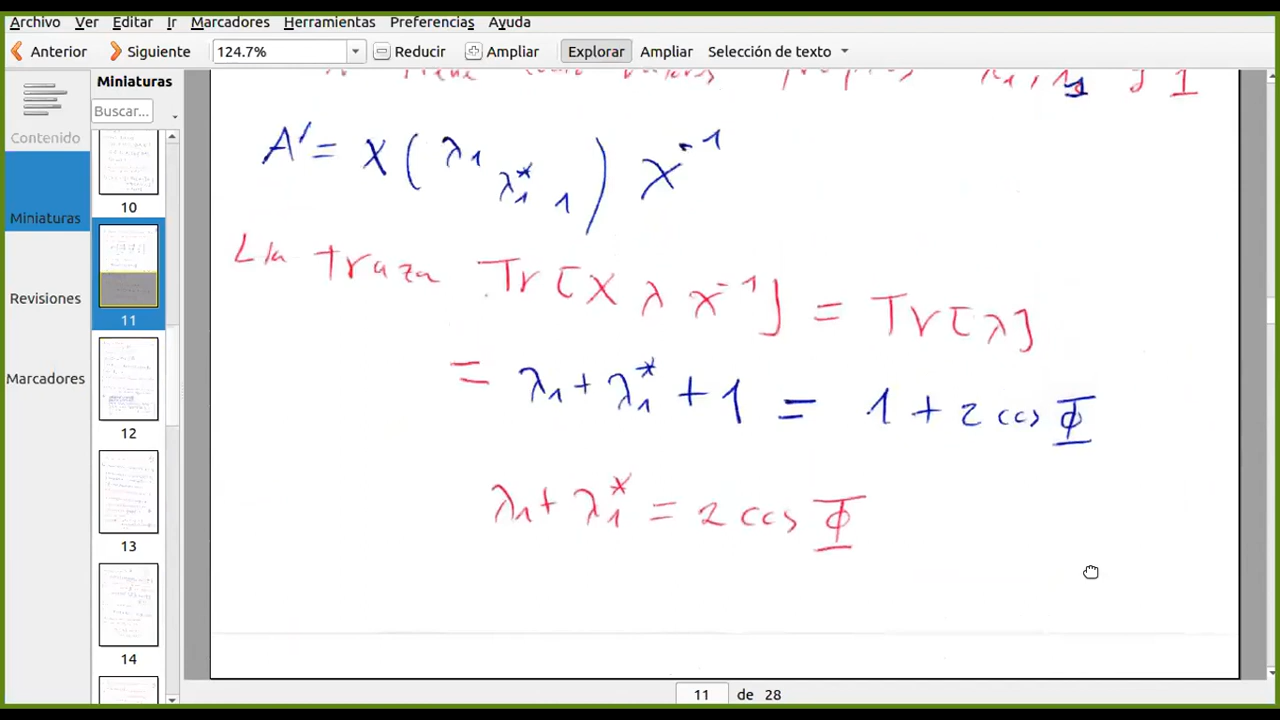 Archivo Ver Editar Ir Marcadores Herramientas Preferencias Ayuda
Anterior Siguiente 124.7% Reducir Ampliar Explorar Ampliar Selección de texto
Contenido
Miniaturas
Revisiones
Marcadores
Miniaturas
Buscar...
10
11
12
13
14
A' = X ( λ1 λ1* 1 ) X^-1
traza Tr[X λ X^-1] = Tr[λ]
= λ1 + λ1* + 1 = 1 + 2 cos Φ
λ1 + λ1* = 2 cos Φ
11 de 28